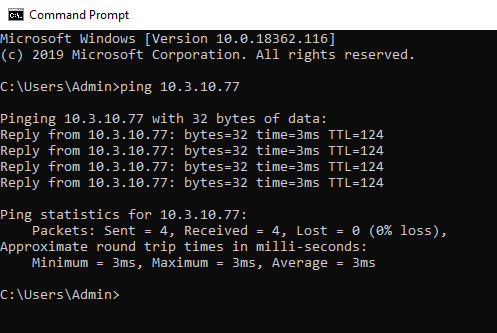 Command Prompt
Microsoft Windows [Version 10.0.18362.116]
(c) 2019 Microsoft Corporation. All rights reserved.
C:\Users\Admin>ping 10.3.10.77
Pinging 10.3.10.77 with 32 bytes of data:
Reply from 10.3.10.77: bytes=32 time=3ms TTL=124
Reply from 10.3.10.77: bytes=32 time=3ms TTL=124
Reply from 10.3.10.77: bytes=32 time=3ms TTL=124
Reply from 10.3.10.77: bytes=32 time=3ms TTL=124
Ping statistics for 10.3.10.77:
    Packets: Sent = 4, Received = 4, Lost = 0 (0% loss),
Approximate round trip times in milli-seconds:
    Minimum = 3ms, Maximum = 3ms, Average = 3ms
C:\Users\Admin>